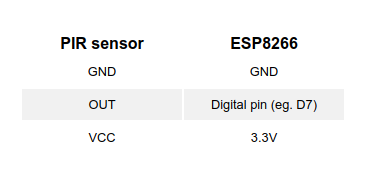 PIR sensor ESP8266
GND GND
OUT Digital pin (eg. D7)
VCC 3.3V